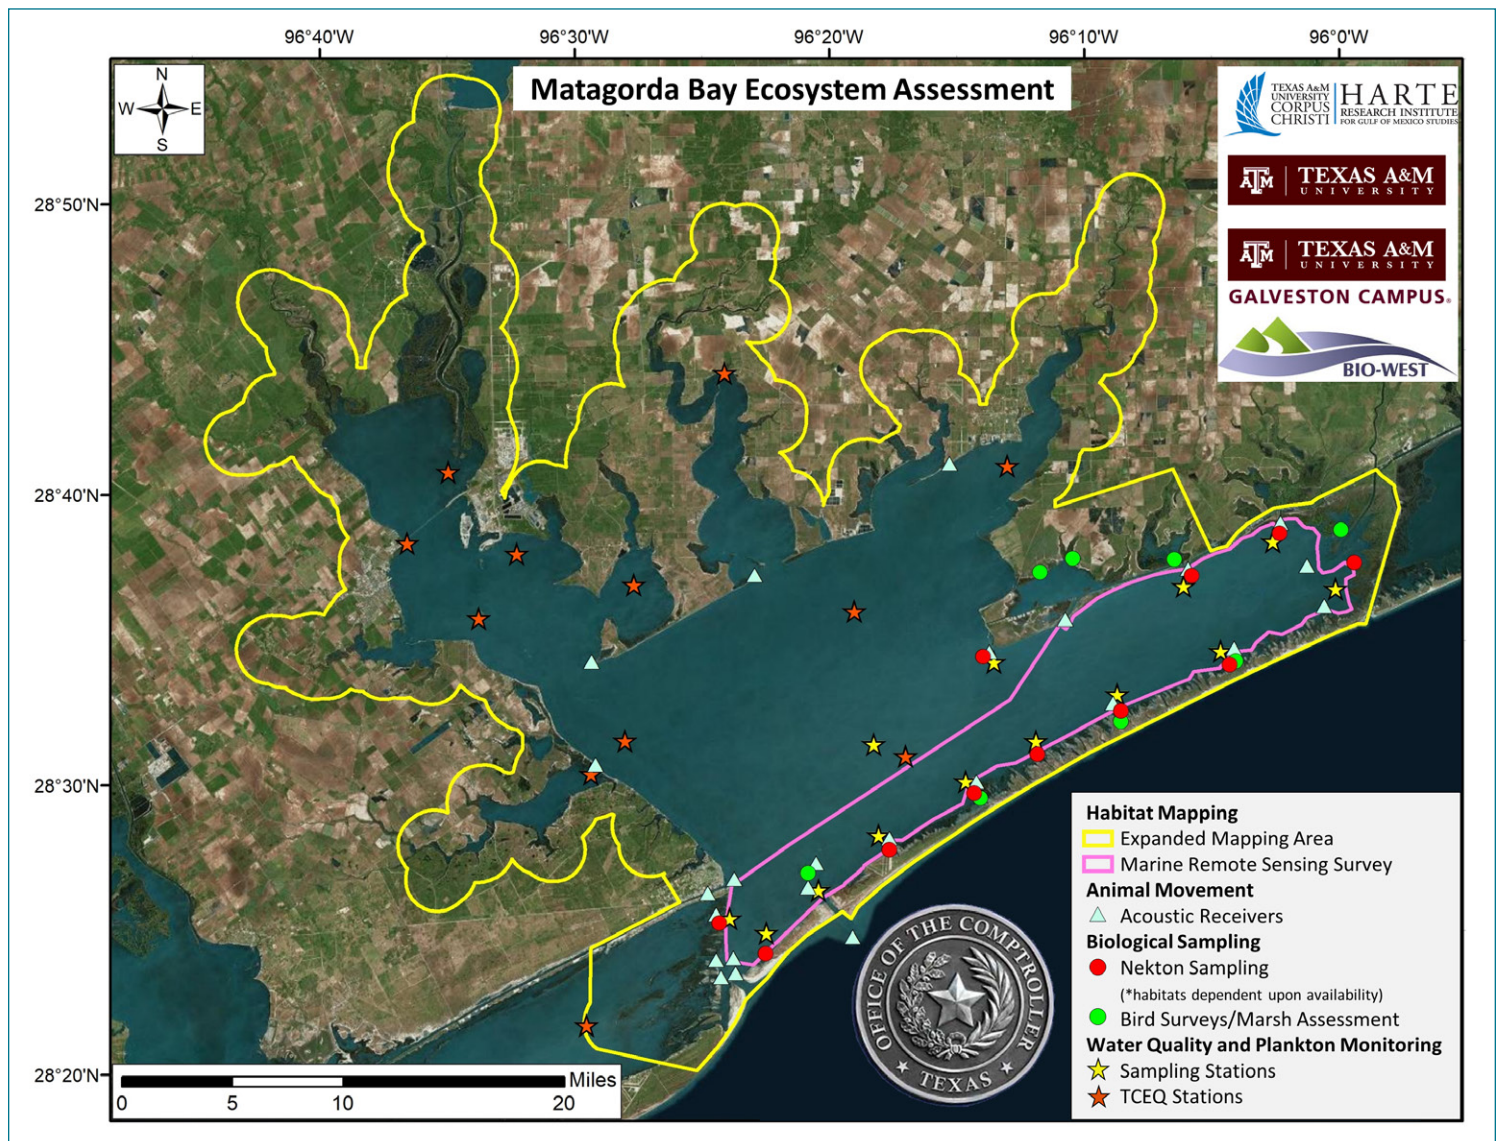 96°40'W 96°30'W 96°20'W 96°10'W 96°0'W
N
W E
S
Matagorda Bay Ecosystem Assessment
TEXAS A&M
UNIVERSITY
CORPUS
CHRISTI
HARTE
RESEARCH INSTITUTE
FOR GULF OF MEXICO STUDIES
ATM TEXAS A&M
UNIVERSITY
ATM TEXAS A&M
UNIVERSITY
GALVESTON CAMPUS®
BIO-WEST
28°50'N
28°40'N
28°30'N
28°20'N
Habitat Mapping
Expanded Mapping Area
Marine Remote Sensing Survey
Animal Movement
Acoustic Receivers
Biological Sampling
Nekton Sampling
(*habitats dependent upon availability)
Bird Surveys/Marsh Assessment
Water Quality and Plankton Monitoring
Sampling Stations
TCEQ Stations
OFFICE OF THE COMPTROLLER
TEXAS
Miles
0 5 10 20